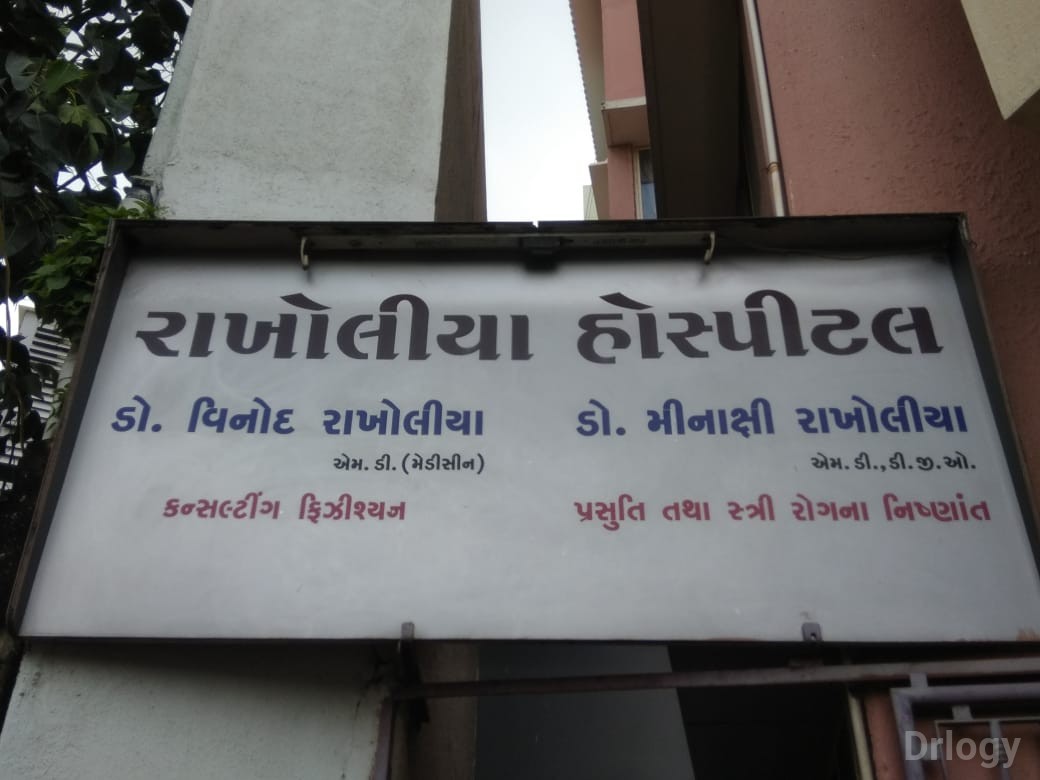 રાખોલીયા હોસ્પીટલ
ડો. વિનોદ રાખોલીયા
એમ. ડી. (મેડીસીન)
કન્સલ્ટીંગ ફિઝીશ્યન
ડો. મીનાક્ષી રાખોલીયા
એમ. ડી., ડી. જી. ઓ.
પ્રસુતિ તથા સ્ત્રી રોગના નિષ્ણાંત
Drlogy